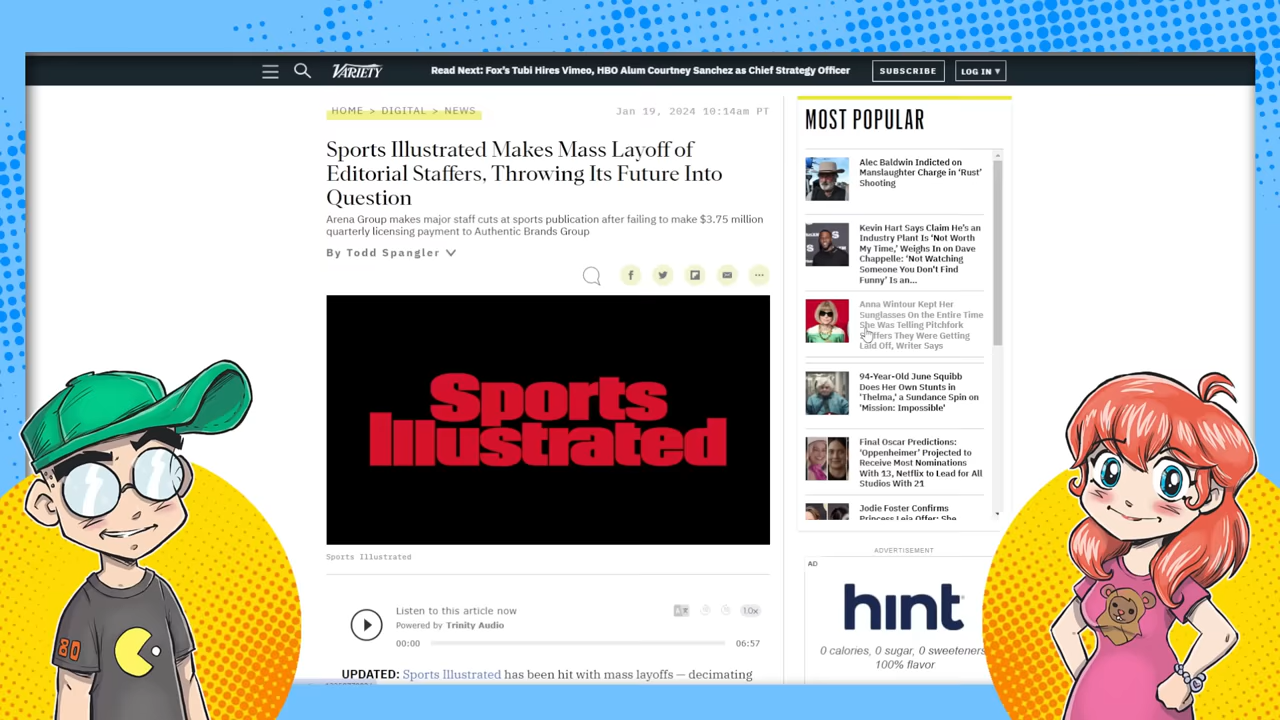 VARIETY
Read Next: Fox's Tubi Hires Vimeo, HBO Alum Courtney Sanchez as Chief Strategy Officer
SUBSCRIBE
LOG IN ▾
HOME > DIGITAL > NEWS
Jan 19, 2024 10:14am PT
Sports Illustrated Makes Mass Layoff of
Editorial Staffers, Throwing Its Future Into
Question
Arena Group makes major staff cuts at sports publication after failing to make $3.75 million
quarterly licensing payment to Authentic Brands Group
By Todd Spangler
Sports
Illustrated
Sports Illustrated
Listen to this article now
Powered by Trinity Audio
1.0x
00:00
06:57
UPDATED: Sports Illustrated has been hit with mass layoffs — decimating
MOST POPULAR
Alec Baldwin Indicted on
Manslaughter Charge in ‘Rust’
Shooting
Kevin Hart Says Claim He’s an
Industry Plant Is ‘Not Worth
My Time,’ Weighs In on Dave
Chappelle: ‘Not Watching
Someone You Don’t Find
Funny’ Is an...
Anna Wintour Kept Her
Sunglasses On the Entire Time
She Was Telling Pitchfork
Staffers They Were Getting
Laid Off, Writer Says
94-Year-Old June Squibb
Does Her Own Stunts in
‘Thelma,’ a Sundance Spin on
‘Mission: Impossible’
Final Oscar Predictions:
‘Oppenheimer’ Projected to
Receive Most Nominations
With 13, Netflix to Lead for All
Studios With 21
Jodie Foster Confirms
Princess Leia Offer: She
ADVERTISEMENT
AD
hint
0 calories, 0 sugar, 0 sweeteners
100% flavor
80